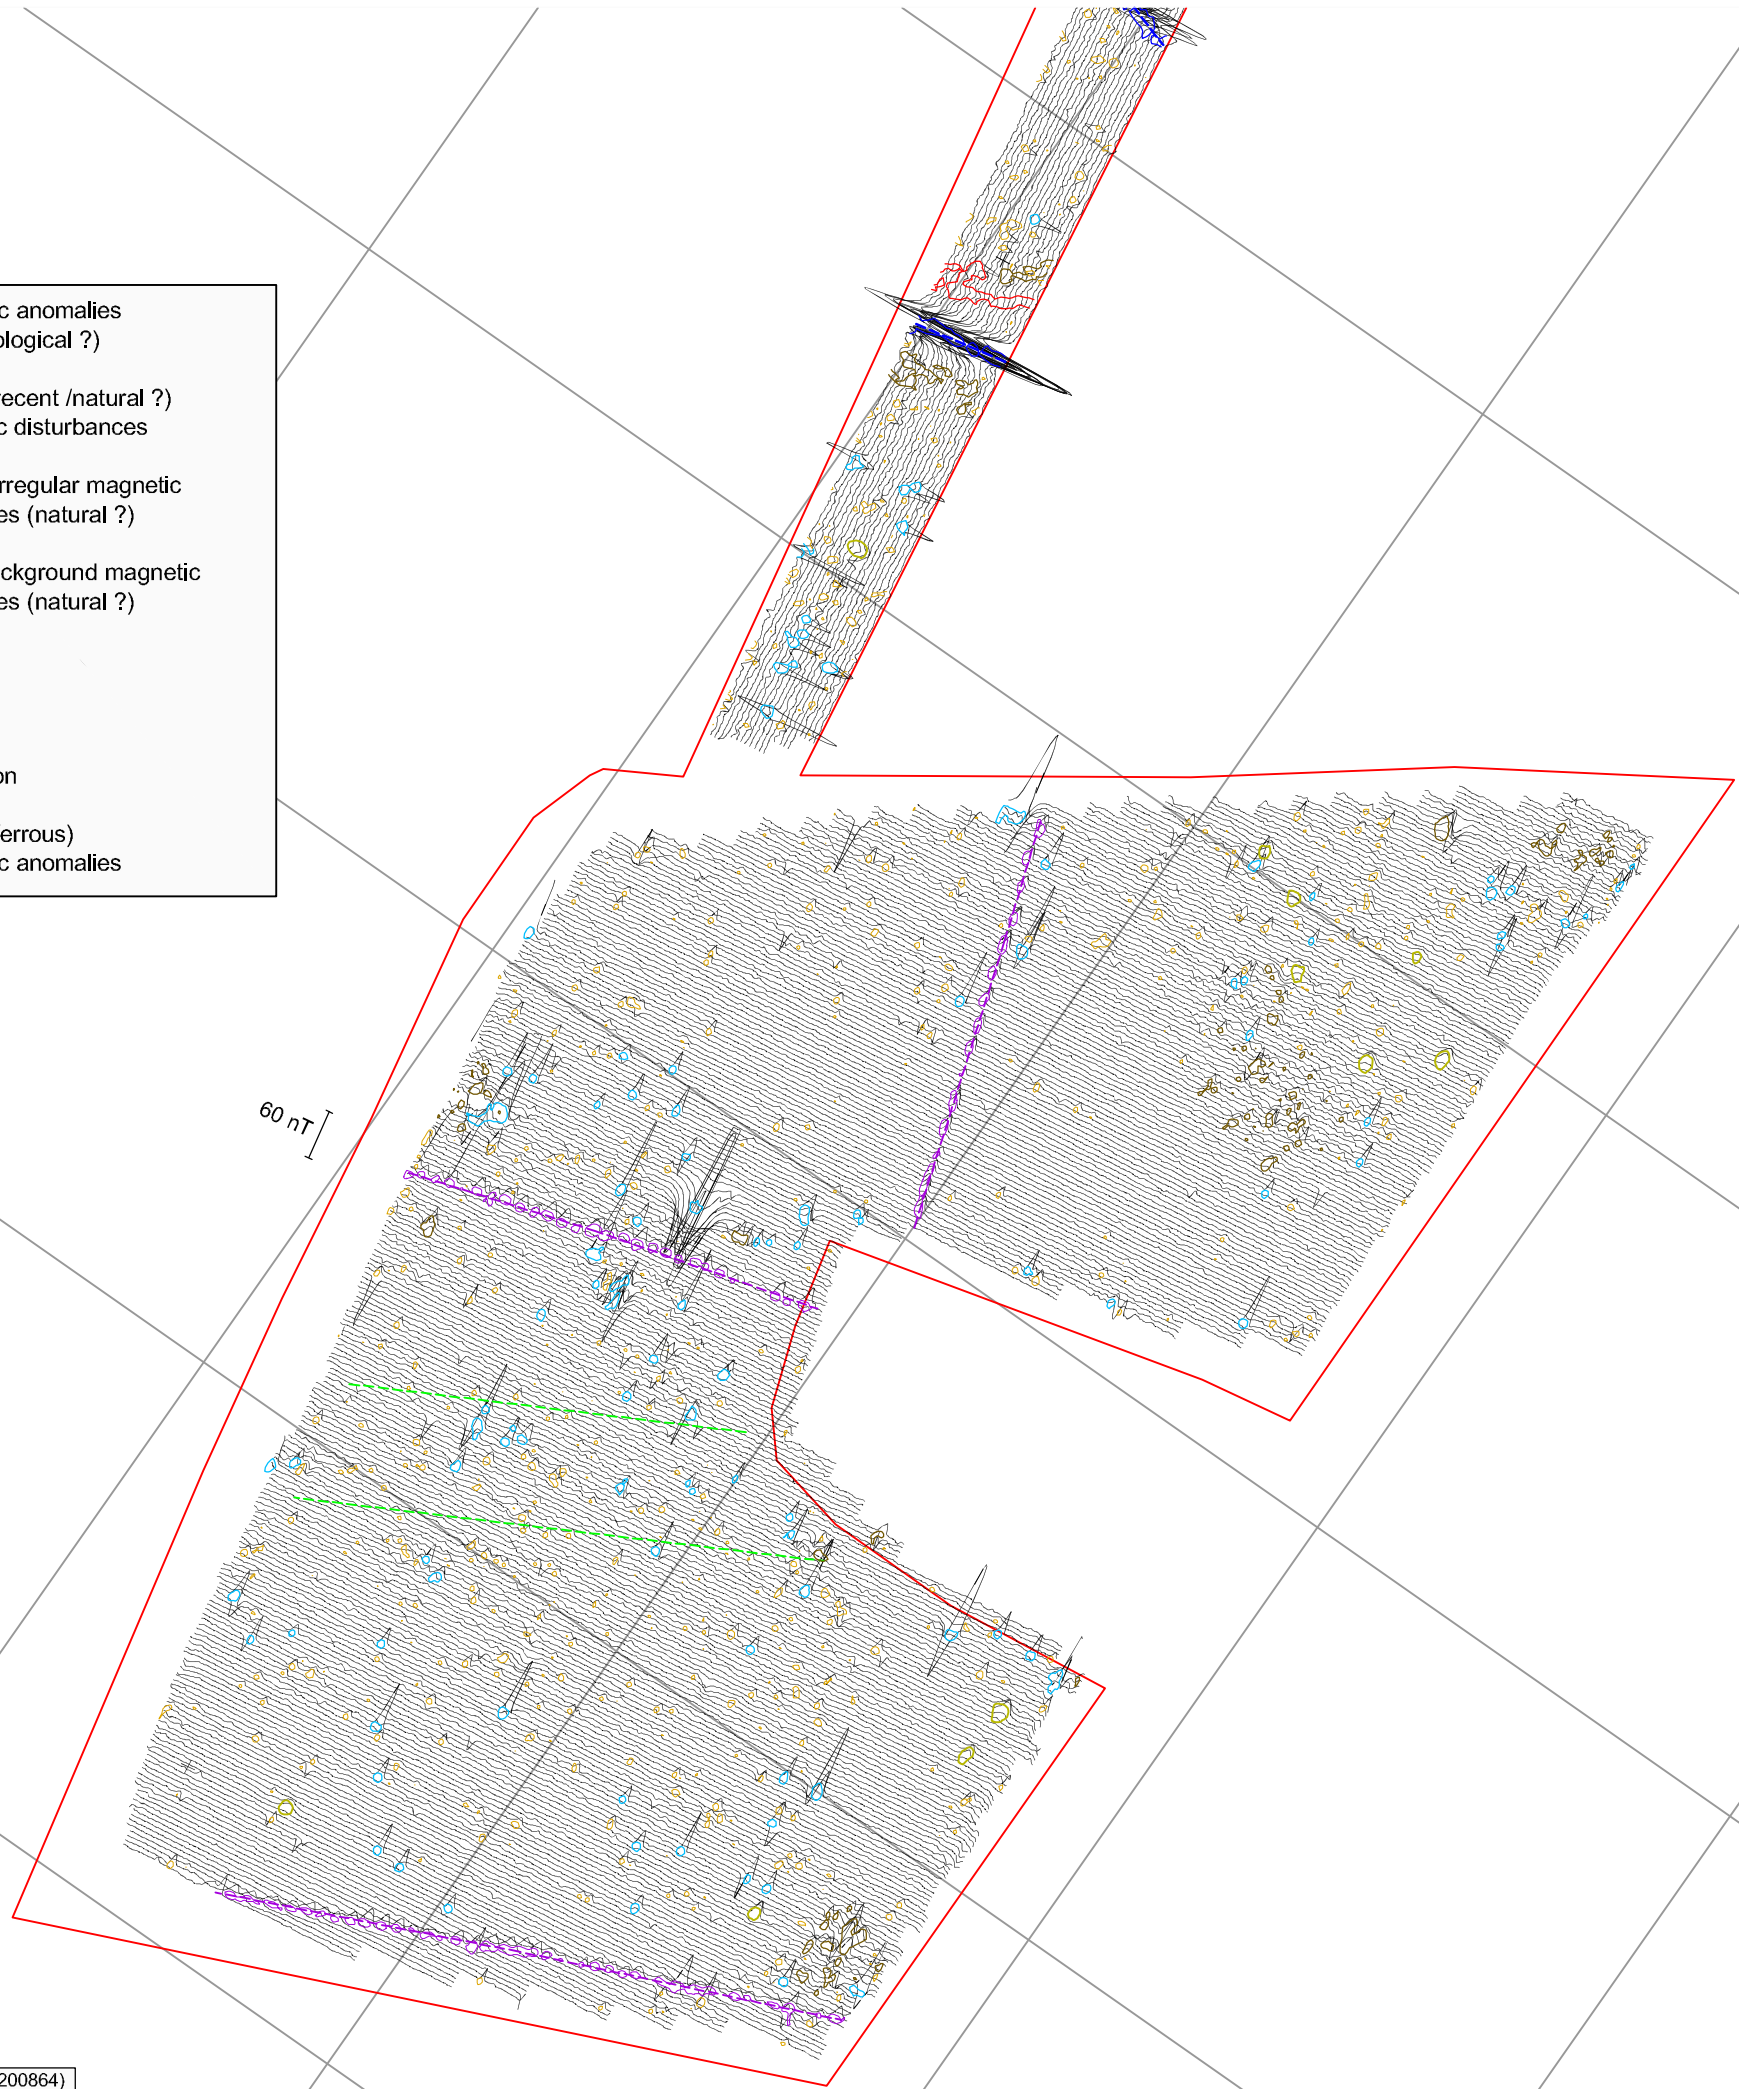 c anomalies
ological ?)
recent /natural ?)
c disturbances
rregular magnetic
es (natural ?)
ckground magnetic
es (natural ?)
on
errous)
c anomalies
60 nT
200864)